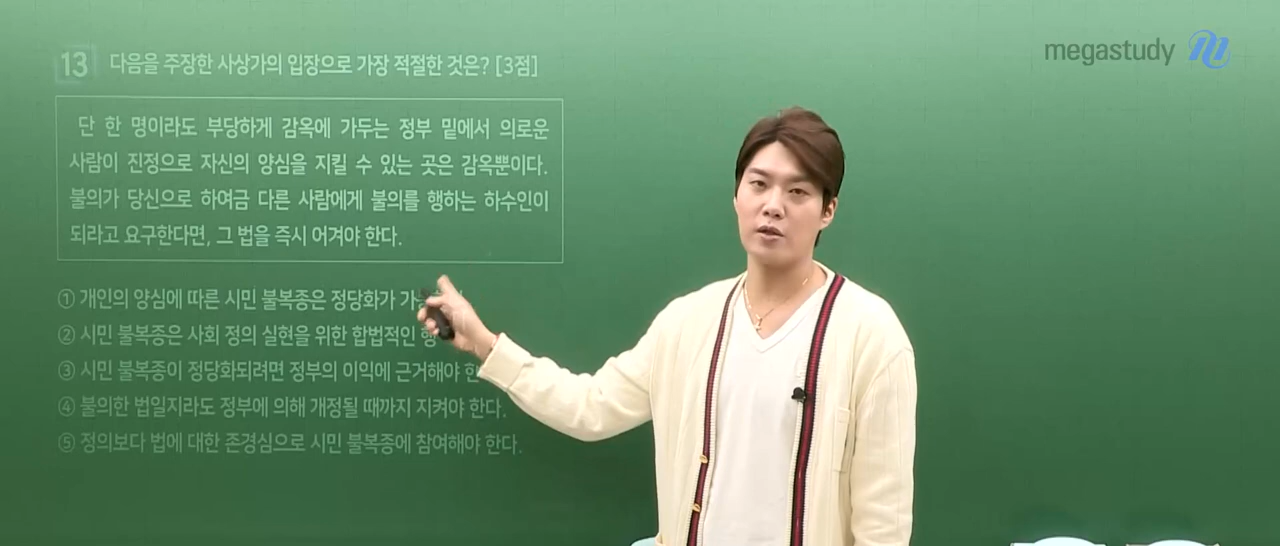 megastudy
13 다음을 주장한 사상가의 입장으로 가장 적절한 것은? [3점]
단 한 명이라도 부당하게 감옥에 가두는 정부 밑에서 의로운
사람이 진정으로 자신의 양심을 지킬 수 있는 곳은 감옥뿐이다.
불의가 당신으로 하여금 다른 사람에게 불의를 행하는 하수인이
되라고 요구한다면, 그 법을 즉시 어겨야 한다.
① 개인의 양심에 따른 시민 불복종은 정당화가
② 시민 불복종은 사회 정의 실현을 위한 합법적인
③ 시민 불복종이 정당화되려면 정부의 이익에 근거해야
④ 불의한 법일지라도 정부에 의해 개정될 때까지 지켜야 한다.
⑤ 정의보다 법에 대한 존경심으로 시민 불복종에 참여해야 한다.